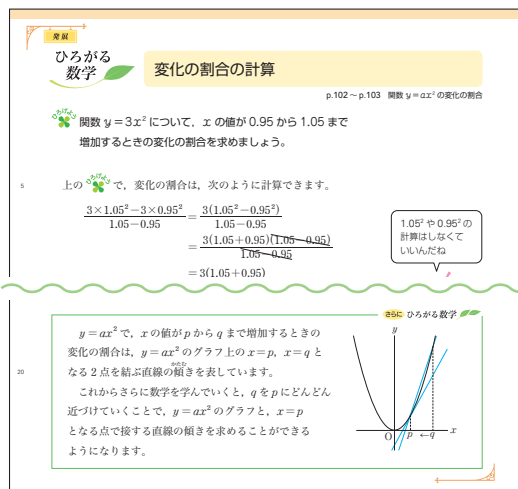 発展
ひろがる
数学
変化の割合の計算
p.102～p.103 関数 y=ax²の変化の割合
ひろげよう
関数 y=3x² について，x の値が 0.95 から 1.05 まで
増加するときの変化の割合を求めましょう。
5
上の ひろげよう で，変化の割合は，次のように計算できます。
3×1.05²−3×0.95² / 1.05−0.95 = 3(1.05²−0.95²) / 1.05−0.95
= 3(1.05+0.95)(1.05−0.95) / 1.05−0.95
= 3(1.05+0.95)
1.05² や 0.95² の
計算はしなくて
いいんだね
さらに ひろがる数学
y=ax² で，x の値が p から q まで増加するときの
変化の割合は，y=ax² のグラフ上の x=p，x=q と
かたむ
20
なる 2 点を結ぶ直線の傾きを表しています。
これからさらに数学を学んでいくと，q を p にどんどん
近づけていくことで，y=ax² のグラフと，x=p
となる点で接する直線の傾きを求めることができる
ようになります。
y
O p ←q x